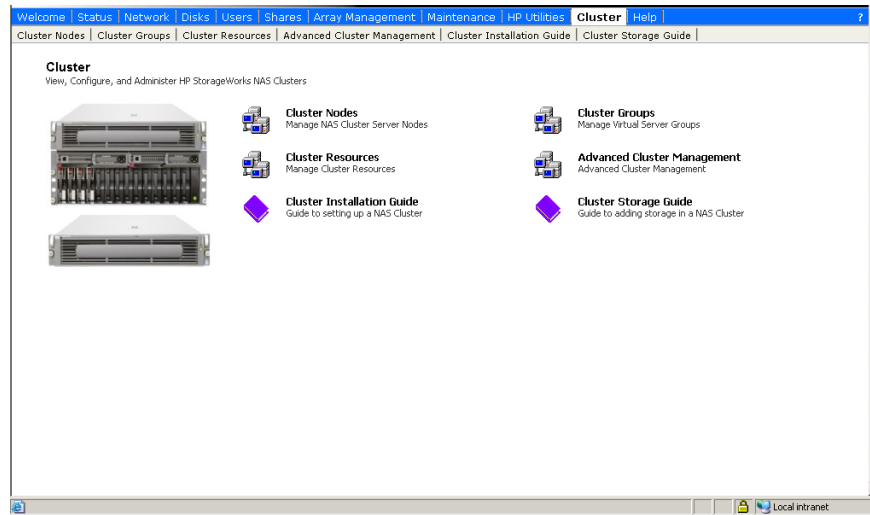 Welcome | Status | Network | Disks | Users | Shares | Array Management | Maintenance | HP Utilities | Cluster | Help | ?
Cluster Nodes | Cluster Groups | Cluster Resources | Advanced Cluster Management | Cluster Installation Guide | Cluster Storage Guide |
Cluster
View, Configure, and Administer HP StorageWorks NAS Clusters
Cluster Nodes
Manage NAS Cluster Server Nodes
Cluster Groups
Manage Virtual Server Groups
Cluster Resources
Manage Cluster Resources
Advanced Cluster Management
Advanced Cluster Management
Cluster Installation Guide
Guide to setting up a NAS Cluster
Cluster Storage Guide
Guide to adding storage in a NAS Cluster
Local intranet